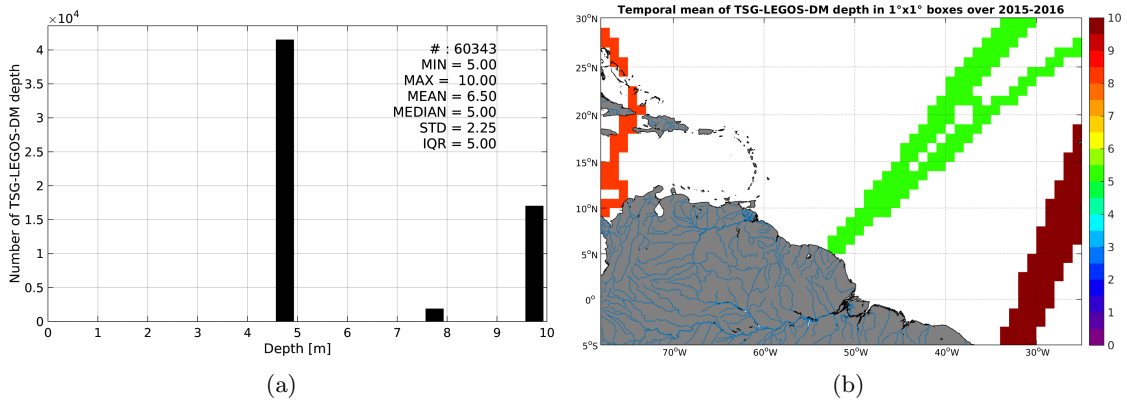 ×10⁴
Number of TSG-LEGOS-DM depth
4
3.5
3
2.5
2
1.5
1
0.5
0
# : 60343
MIN = 5.00
MAX = 10.00
MEAN = 6.50
MEDIAN = 5.00
STD = 2.25
IQR = 5.00
0 1 2 3 4 5 6 7 8 9 10
Depth [m]
(a)
Temporal mean of TSG-LEGOS-DM depth in 1°x1° boxes over 2015-2016
30°N
25°N
20°N
15°N
10°N
5°N
0°
5°S
70°W 60°W 50°W 40°W 30°W
10
9
8
7
6
5
4
3
2
1
0
(b)